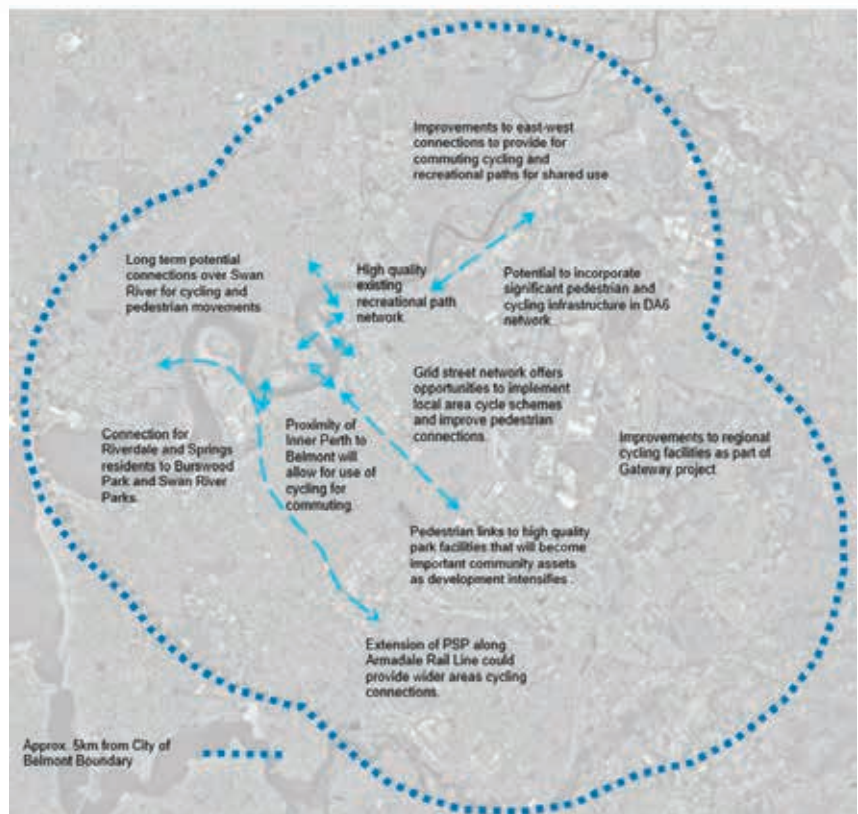 Improvements to east-west
connections to provide for
commuting cycling and
recreational paths for shared use
Long term potential
connections over Swan
River for cycling and
pedestrian movements
High quality
existing
recreational path
network.
Potential to incorporate
significant pedestrian and
cycling infrastructure in DA6
network.
Grid street network offers
opportunities to implement
local area cycle schemes
and improve pedestrian
connections.
Connection for
Riverdale and Springs
residents to Burswood
Park and Swan River
Parks.
Proximity of
Inner Perth to
Belmont will
allow for use of
cycling for
commuting.
Improvements to regional
cycling facilities as part of
Gateway project
Pedestrian links to high quality
park facilities that will become
important community assets
as development intensifies.
Extension of PSP along
Armadale Rail Line could
provide wider areas cycling
connections.
Approx. 5km from City of
Belmont Boundary